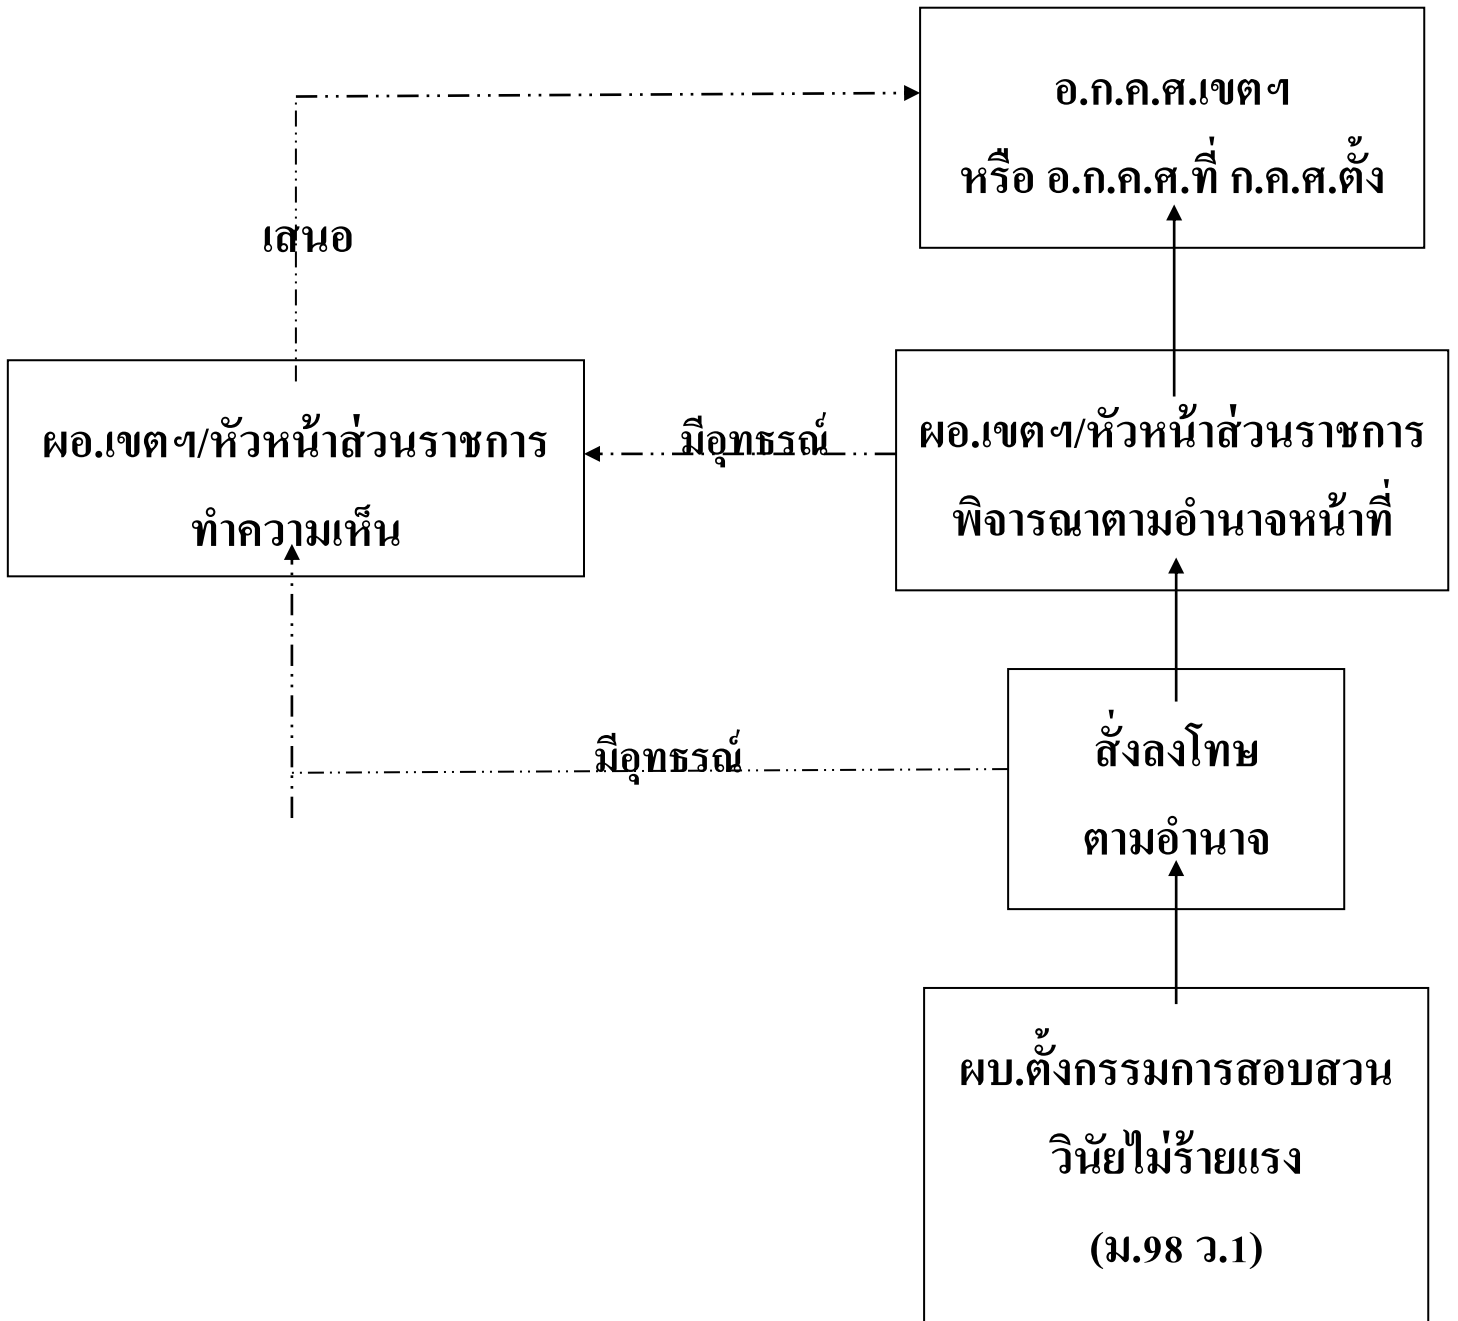 อ.ก.ค.ศ.เขตฯ
หรือ อ.ก.ค.ศ.ที่ ก.ค.ศ.ตั้ง
เสนอ
ผอ.เขตฯ/หัวหน้าส่วนราชการ
ทำความเห็น
มีอุทธรณ์
ผอ.เขตฯ/หัวหน้าส่วนราชการ
พิจารณาตามอำนาจหน้าที่
มีอุทธรณ์
สั่งลงโทษ
ตามอำนาจ
ผบ.ตั้งกรรมการสอบสวน
วินัยไม่ร้ายแรง
(ม.98 ว.1)